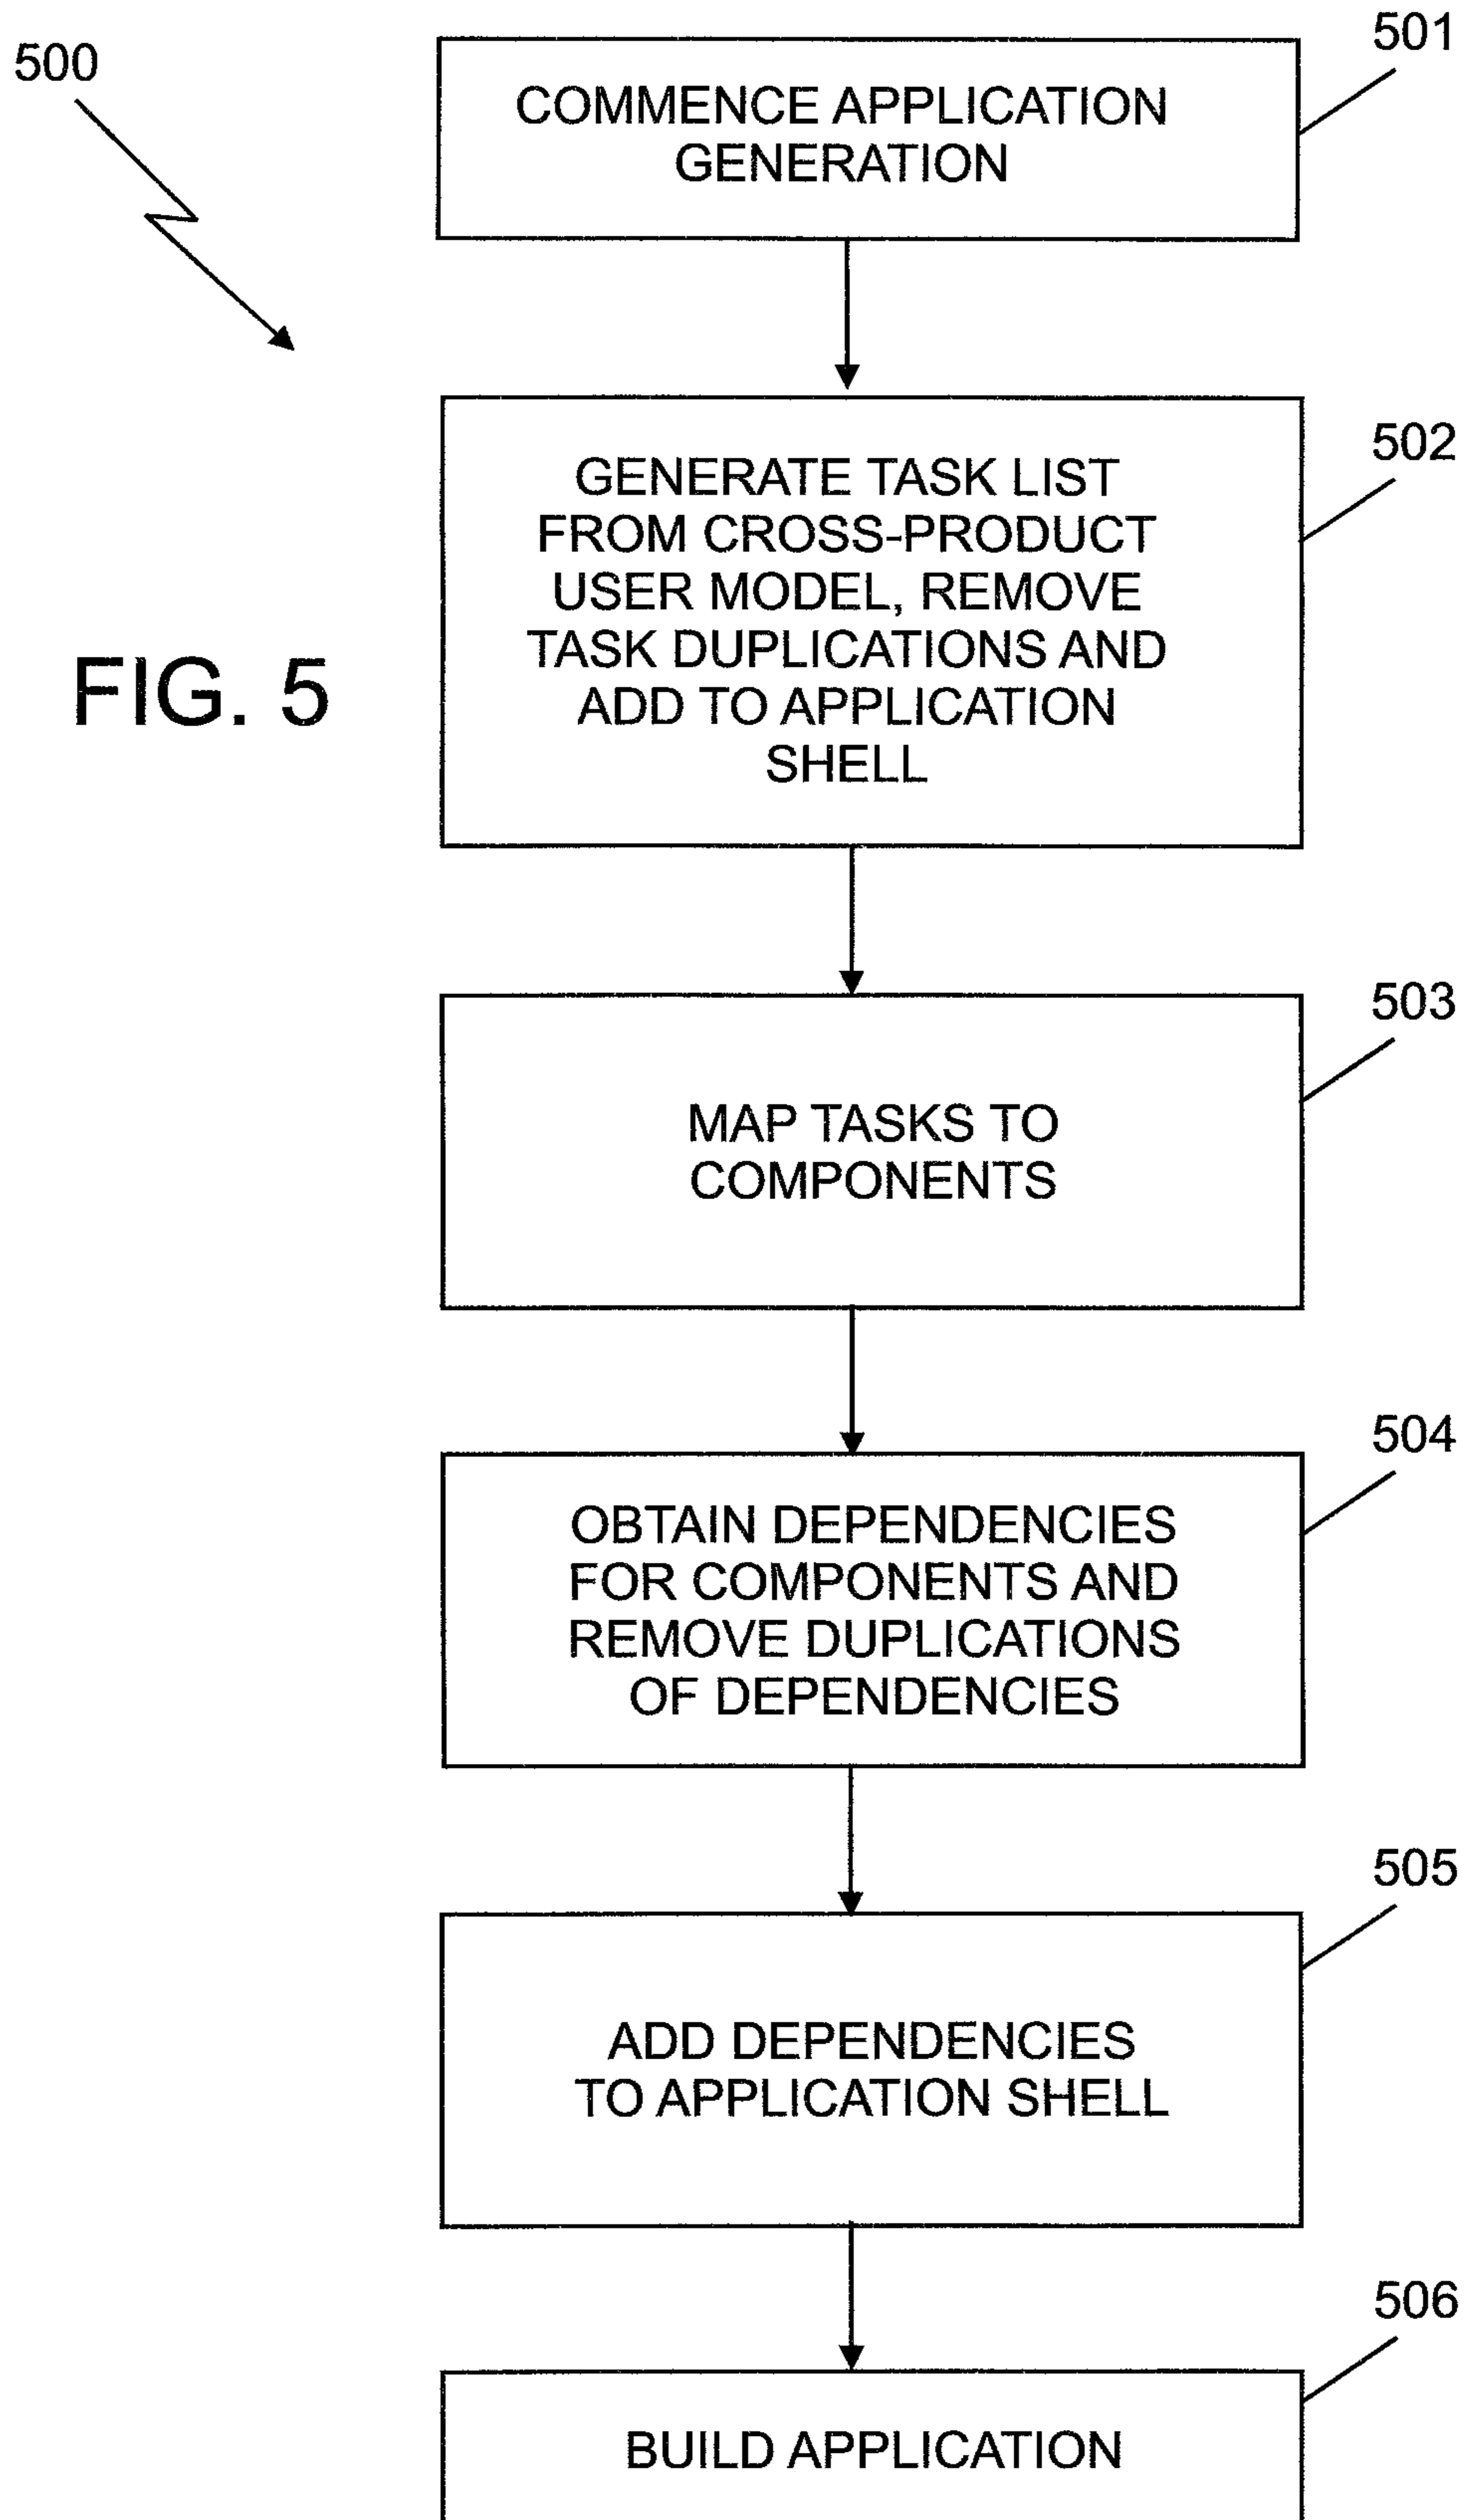 500
501
COMMENCE APPLICATION
GENERATION
502
GENERATE TASK LIST
FROM CROSS-PRODUCT
USER MODEL, REMOVE
TASK DUPLICATIONS AND
ADD TO APPLICATION
SHELL
FIG. 5
503
MAP TASKS TO
COMPONENTS
504
OBTAIN DEPENDENCIES
FOR COMPONENTS AND
REMOVE DUPLICATIONS
OF DEPENDENCIES
505
ADD DEPENDENCIES
TO APPLICATION SHELL
506
BUILD APPLICATION